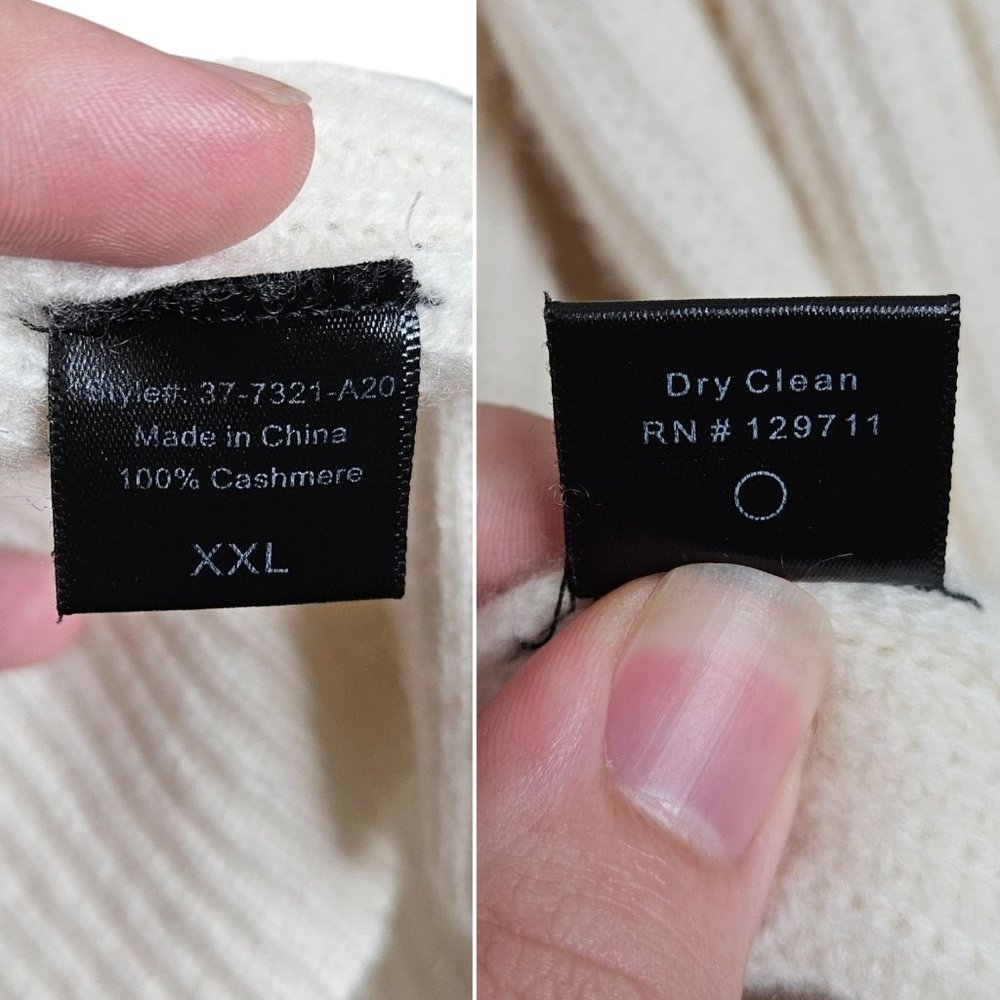 Style#: 37-7321-A20
Made in China
100% Cashmere
XXL
Dry Clean
RN # 129711